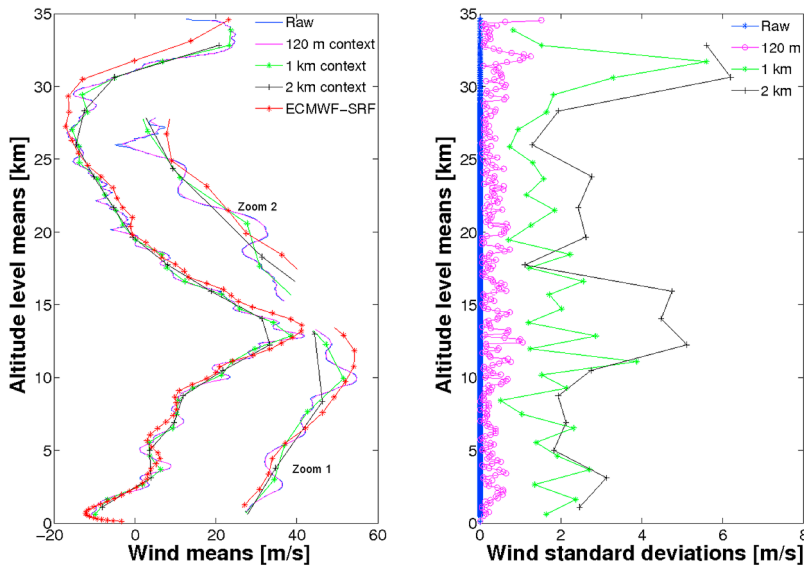 Raw
120 m context
1 km context
2 km context
ECMWF-SRF
Zoom 2
Zoom 1
35
30
25
20
15
10
5
0
-20
0
20
40
60
Altitude level means [km]
Wind means [m/s]
Raw
120 m
1 km
2 km
35
30
25
20
15
10
5
0
0
2
4
6
8
Altitude level means [km]
Wind standard deviations [m/s]